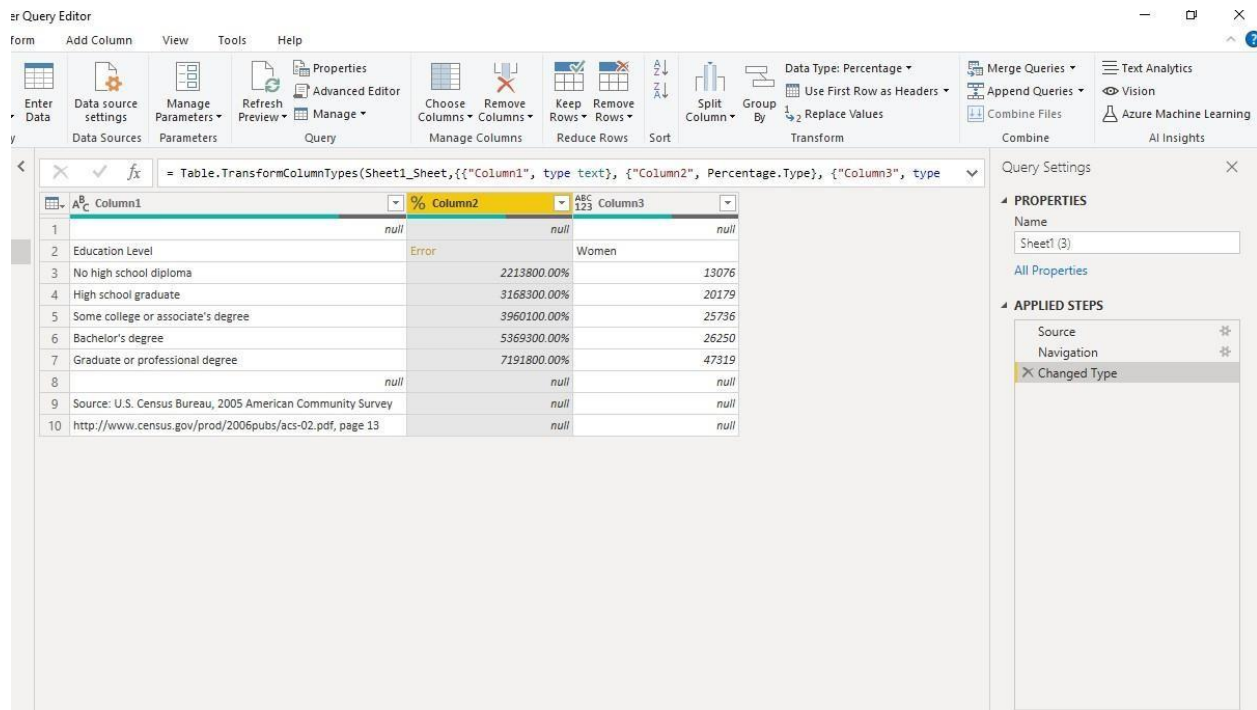 er Query Editor
form Add Column View Tools Help
Enter Data
Data source settings
Data Sources
Manage Parameters
Parameters
Refresh Preview
Properties
Advanced Editor
Manage
Query
Choose Columns
Remove Columns
Manage Columns
Keep Rows
Remove Rows
Reduce Rows
A Z
Z A
Sort
Split Column
Group By
Data Type: Percentage
Use First Row as Headers
1 2 Replace Values
Transform
Merge Queries
Append Queries
Combine Files
Combine
Text Analytics
Vision
Azure Machine Learning
AI Insights
y
fx = Table.TransformColumnTypes(Sheet1_Sheet,{{"Column1", type text}, {"Column2", Percentage.Type}, {"Column3", type
ABC Column1 % Column2 ABC 123 Column3
1 null null null
2 Education Level Error Women
3 No high school diploma 2213800.00% 13076
4 High school graduate 3168300.00% 20179
5 Some college or associate's degree 3960100.00% 25736
6 Bachelor's degree 5369300.00% 26250
7 Graduate or professional degree 7191800.00% 47319
8 null null null
9 Source: U.S. Census Bureau, 2005 American Community Survey null null
10 http://www.census.gov/prod/2006pubs/acs-02.pdf, page 13 null null
Query Settings
PROPERTIES
Name
Sheet1 (3)
All Properties
APPLIED STEPS
Source
Navigation
Changed Type